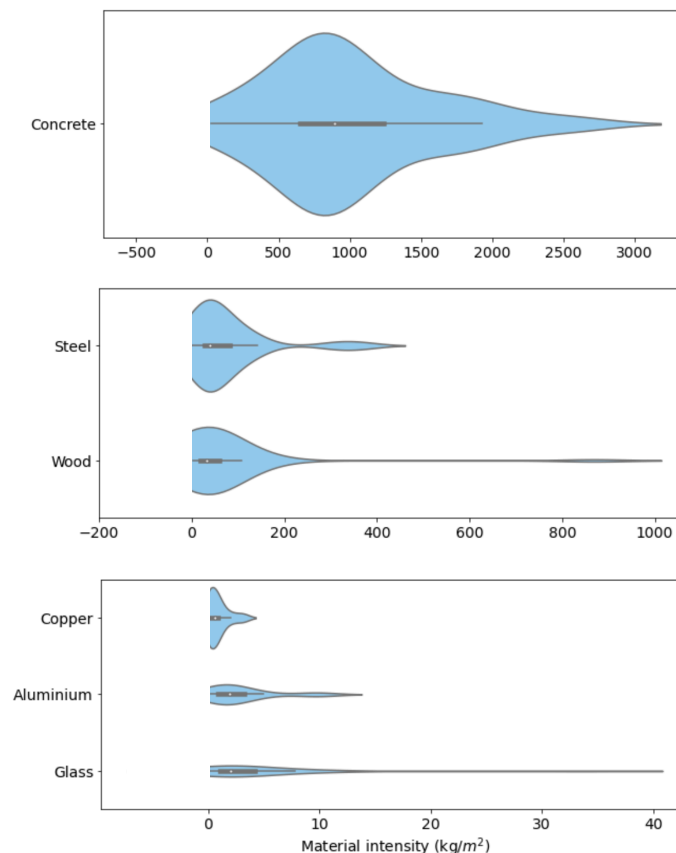 Concrete
−500 0 500 1000 1500 2000 2500 3000
Steel
Wood
−200 0 200 400 600 800 1000
Copper
Aluminium
Glass
0 10 20 30 40
Material intensity (kg/m²)